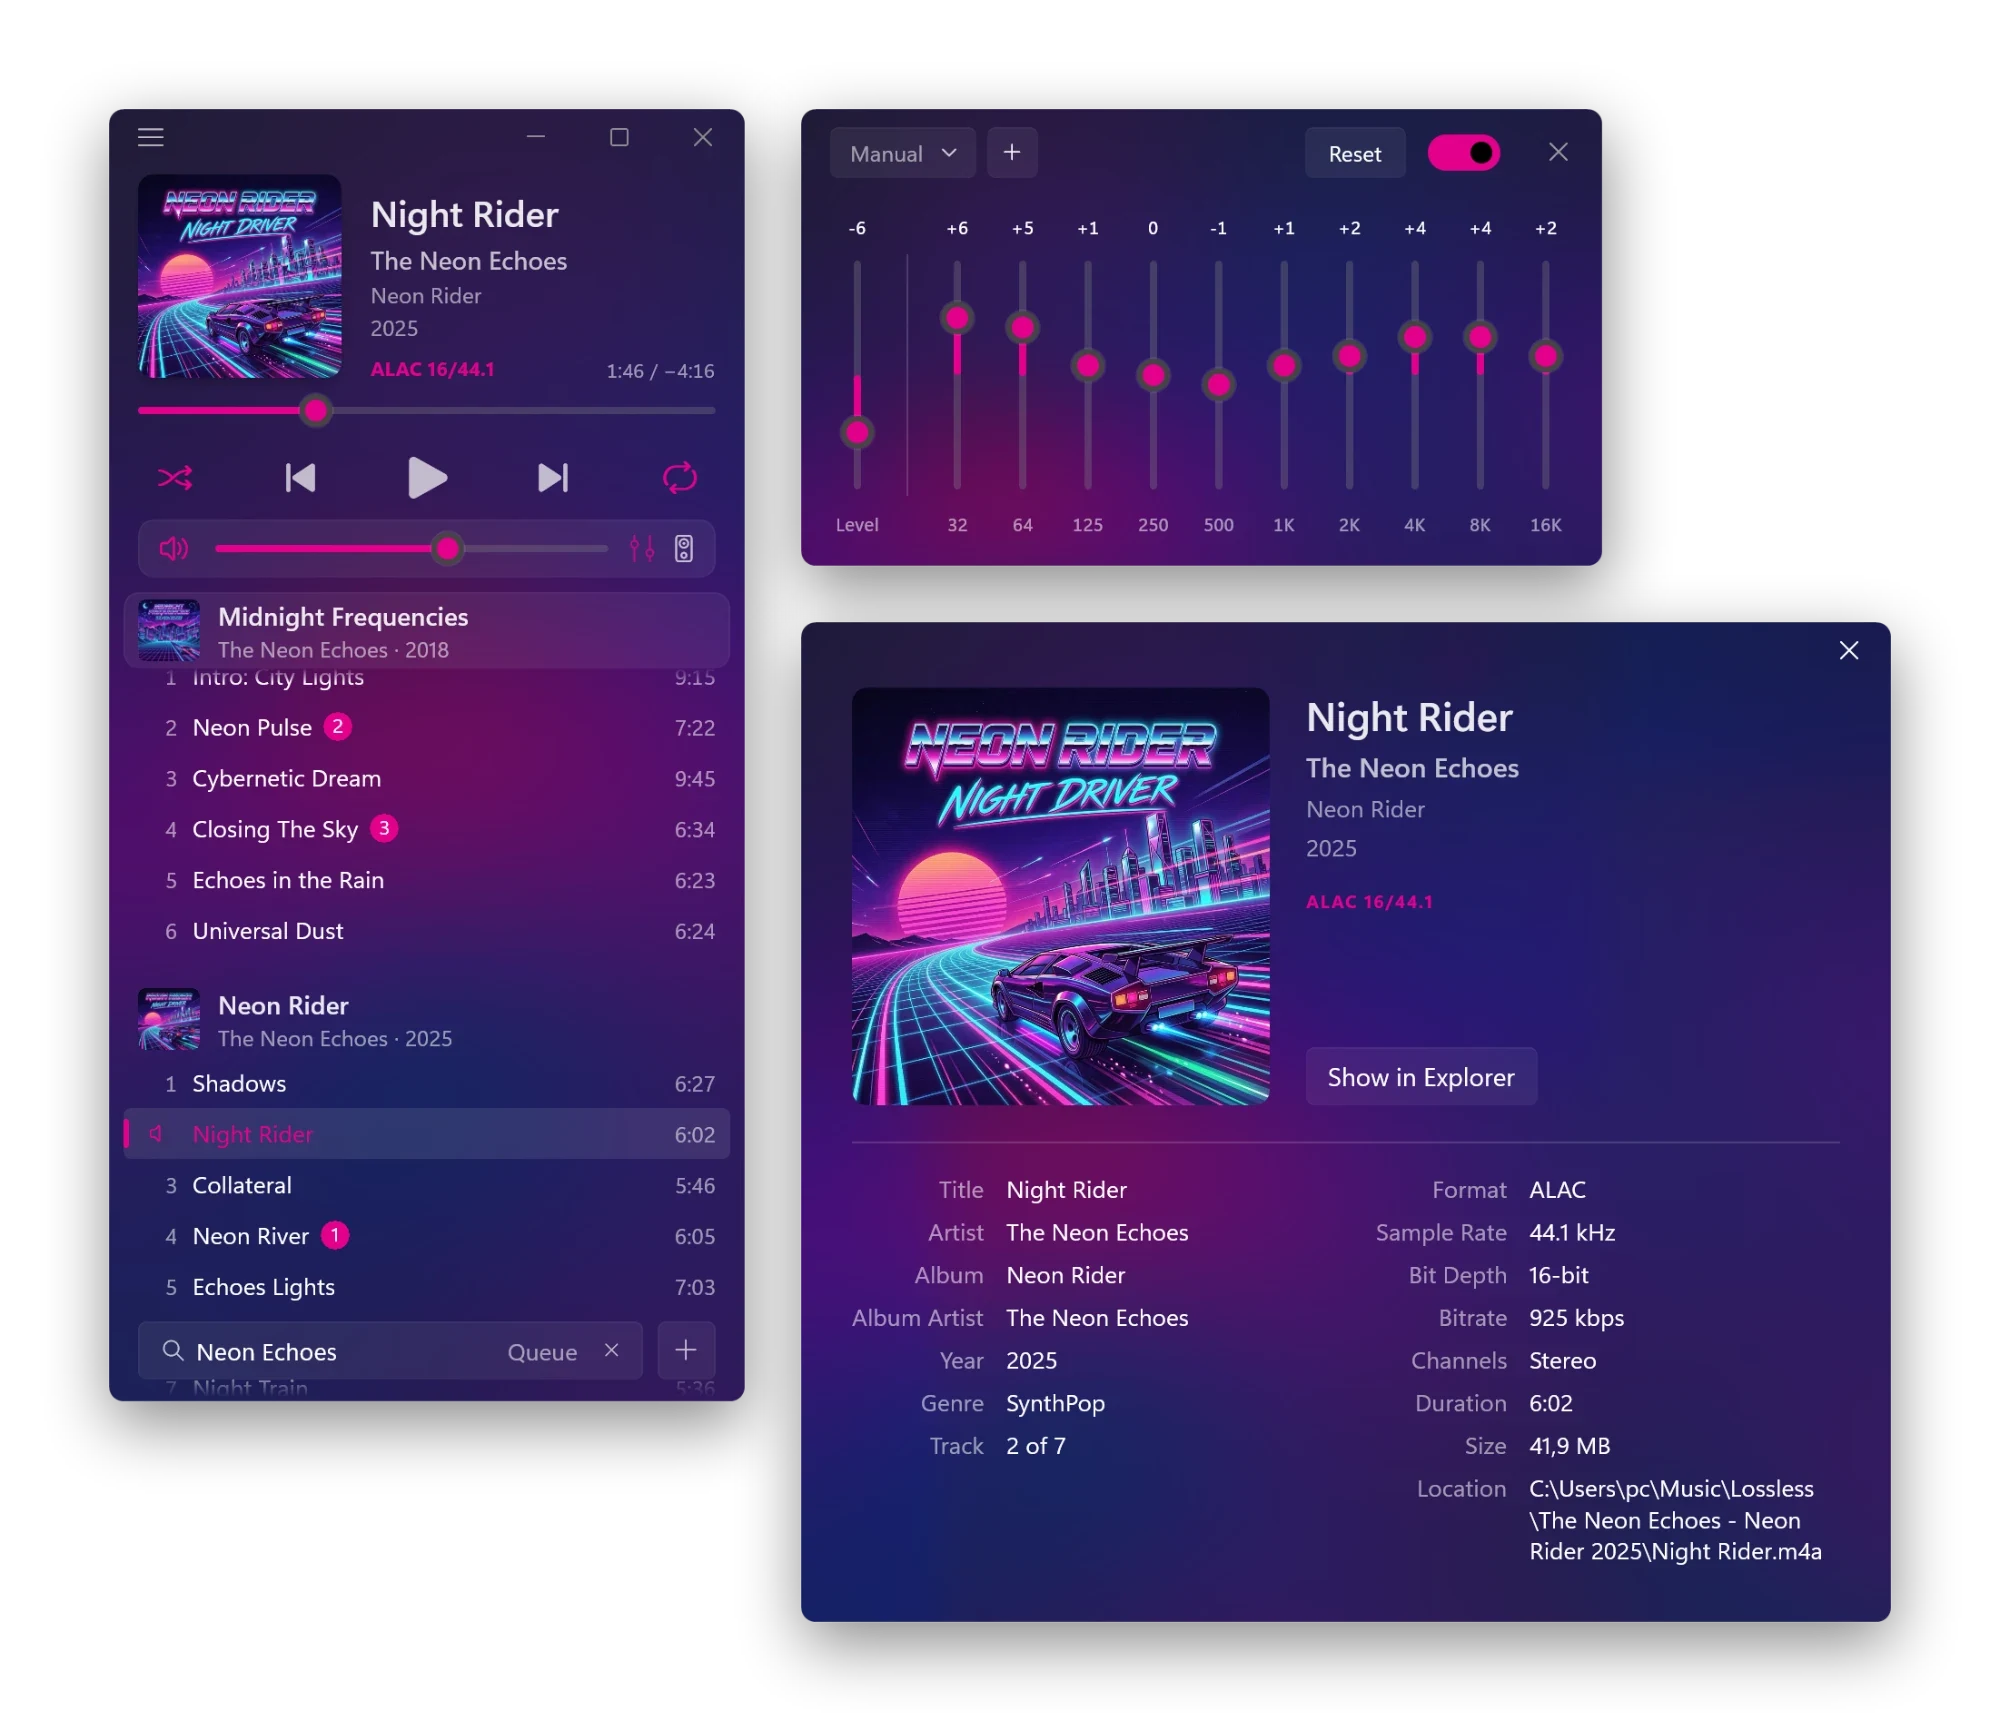 NEON RIDER
NIGHT DRIVER
Night Rider
The Neon Echoes
Neon Rider
2025
ALAC 16/44.1
1:46 / −4:16
Midnight Frequencies
The Neon Echoes · 2018
1 Intro: City Lights 9:15
2 Neon Pulse 2 7:22
3 Cybernetic Dream 9:45
4 Closing The Sky 3 6:34
5 Echoes in the Rain 6:23
6 Universal Dust 6:24
Neon Rider
The Neon Echoes · 2025
1 Shadows 6:27
Night Rider 6:02
3 Collateral 5:46
4 Neon River 1 6:05
5 Echoes Lights 7:03
Neon Echoes Queue
7 Night Train 5:36
Manual Reset
-6 +6 +5 +1 0 -1 +1 +2 +4 +4 +2
Level 32 64 125 250 500 1K 2K 4K 8K 16K
NEON RIDER
NIGHT DRIVER
Night Rider
The Neon Echoes
Neon Rider
2025
ALAC 16/44.1
Show in Explorer
Title Night Rider
Artist The Neon Echoes
Album Neon Rider
Album Artist The Neon Echoes
Year 2025
Genre SynthPop
Track 2 of 7
Format ALAC
Sample Rate 44.1 kHz
Bit Depth 16-bit
Bitrate 925 kbps
Channels Stereo
Duration 6:02
Size 41,9 MB
Location C:\Users\pc\Music\Lossless
\The Neon Echoes - Neon
Rider 2025\Night Rider.m4a